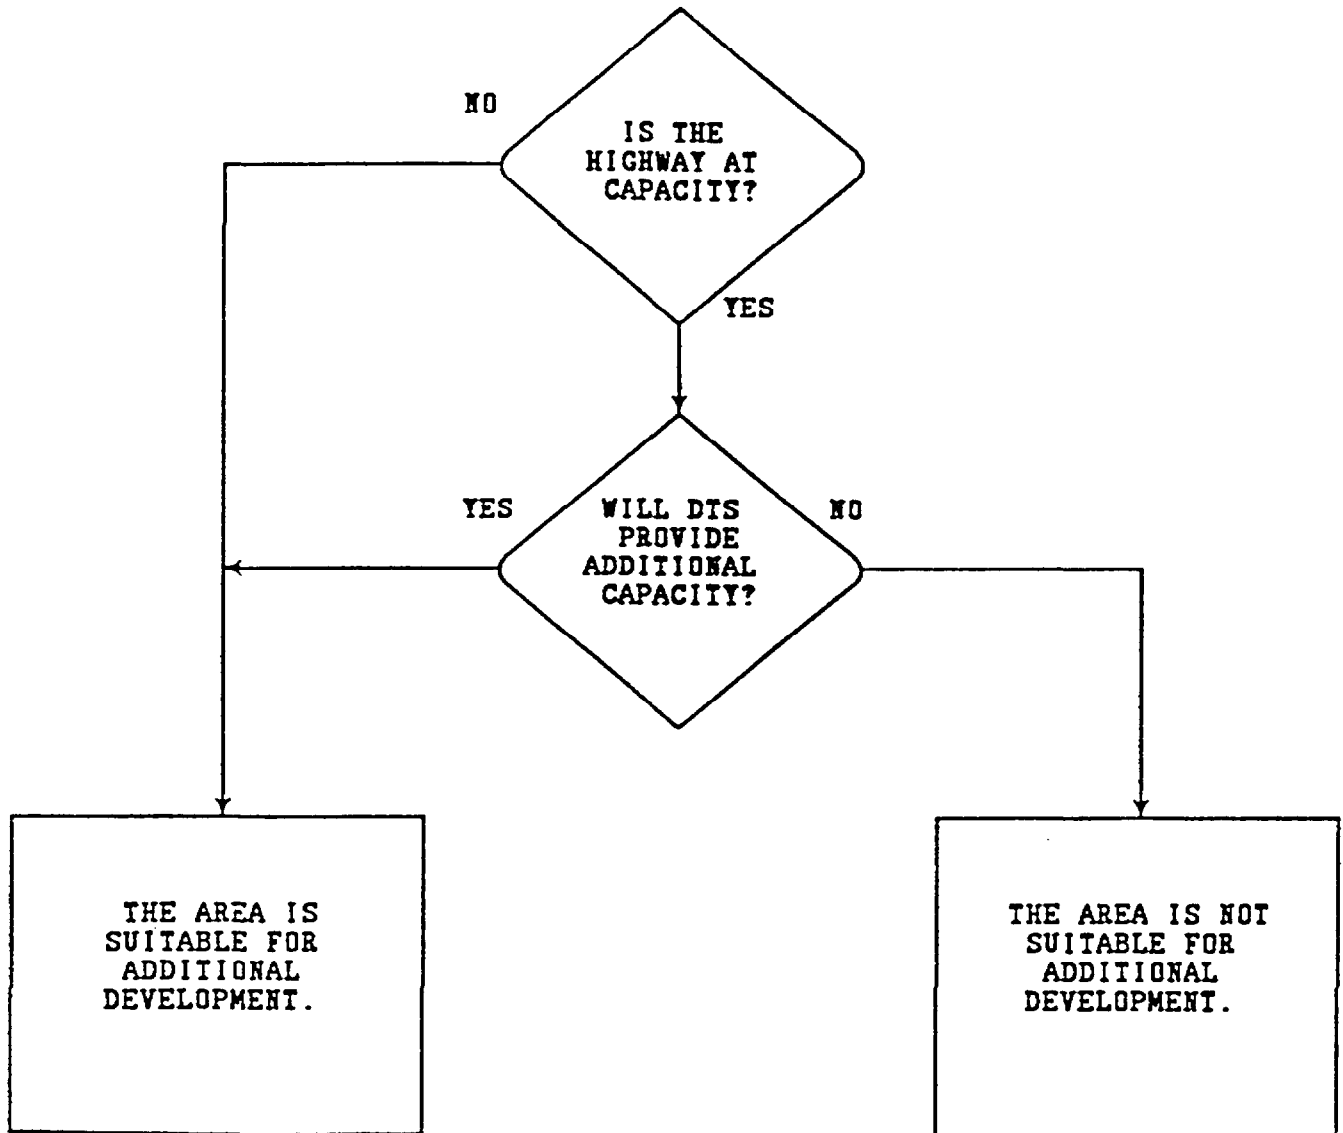 NO
IS THE
HIGHWAY AT
CAPACITY?
YES
YES
WILL DTS
PROVIDE
ADDITIONAL
CAPACITY?
NO
THE AREA IS
SUITABLE FOR
ADDITIONAL
DEVELOPMENT.
THE AREA IS NOT
SUITABLE FOR
ADDITIONAL
DEVELOPMENT.